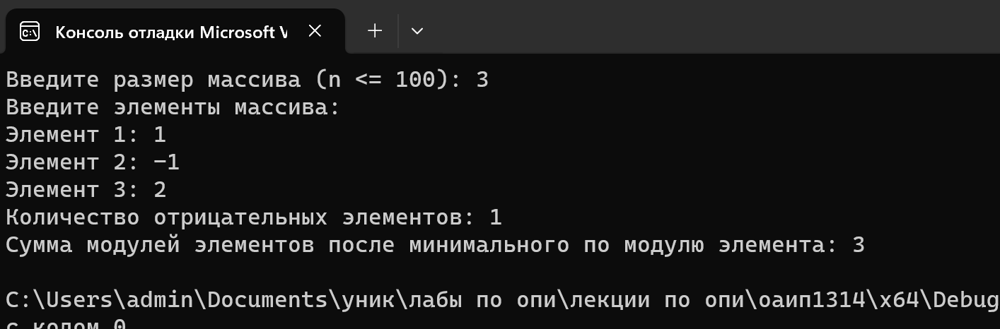 Консоль отладки Microsoft V
Введите размер массива (n <= 100): 3
Введите элементы массива:
Элемент 1: 1
Элемент 2: -1
Элемент 3: 2
Количество отрицательных элементов: 1
Сумма модулей элементов после минимального по модулю элемента: 3
C:\Users\admin\Documents\уник\лабы по опи\лекции по опи\оаип1314\x64\Debug
с кодом 0